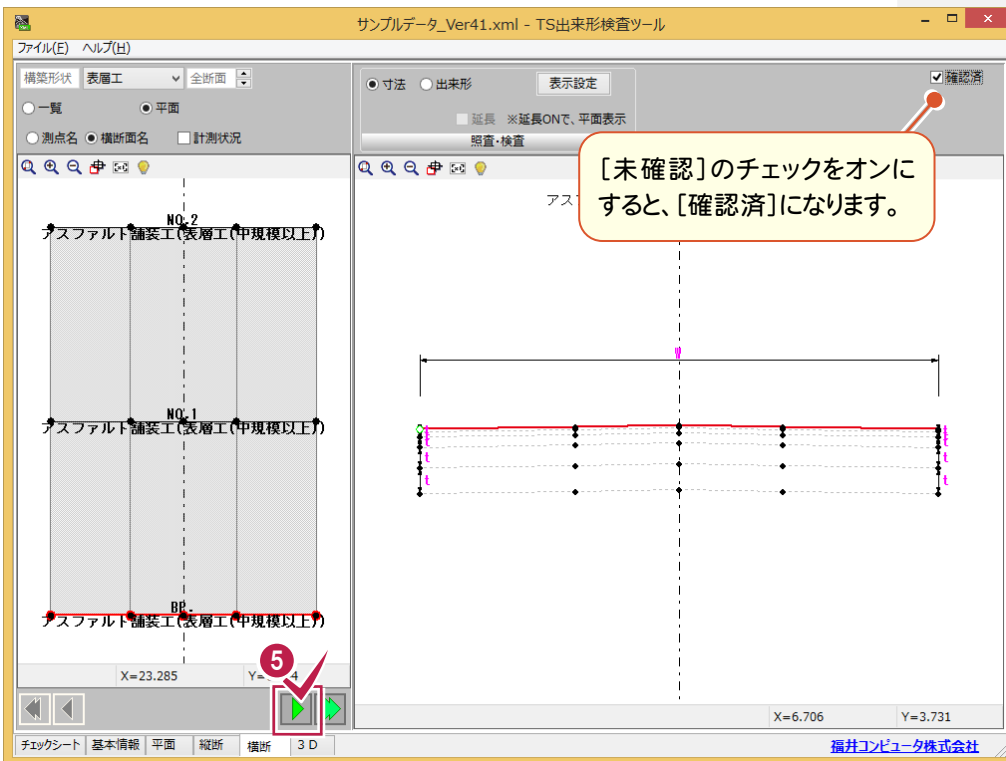 サンプルデータ_Ver41.xml - TS出来形検査ツール
ファイル(F) ヘルプ(H)
構築形状 表層工 全断面
一覧 平面
測点名 横断面名 計測状況
寸法 出来形 表示設定
延長 ※延長ONで、平面表示
照査・検査
確認済
[未確認]のチェックをオンに
すると、[確認済]になります。
アス
NO.2
アスファルト舗装工(表層工(中規模以上))
NO.1
アスファルト舗装工(表層工(中規模以上))
BP.
アスファルト舗装工(表層工(中規模以上))
W
t
t
t
t
t
t
X=23.285
5
X=6.706 Y=3.731
チェックシート 基本情報 平面 縦断 横断 3D
福井コンピュータ株式会社